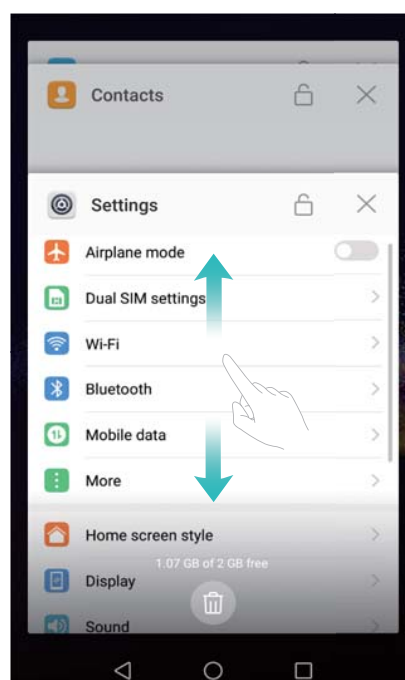 Contacts
Settings
Airplane mode
Dual SIM settings
Wi-Fi
Bluetooth
Mobile data
More
Home screen style
1.07 GB of 2 GB free
Display
Sound